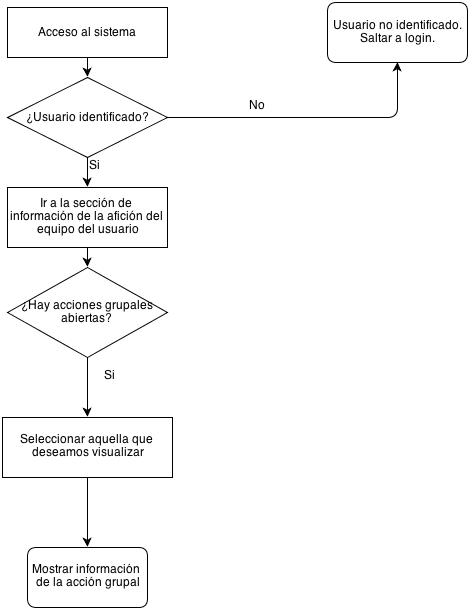 Acceso al sistema
Usuario no identificado.
Saltar a login.
¿Usuario identificado?
No
Si
Ir a la sección de
información de la afición del
equipo del usuario
¿Hay acciones grupales
abiertas?
Si
Seleccionar aquella que
deseamos visualizar
Mostrar información
de la acción grupal